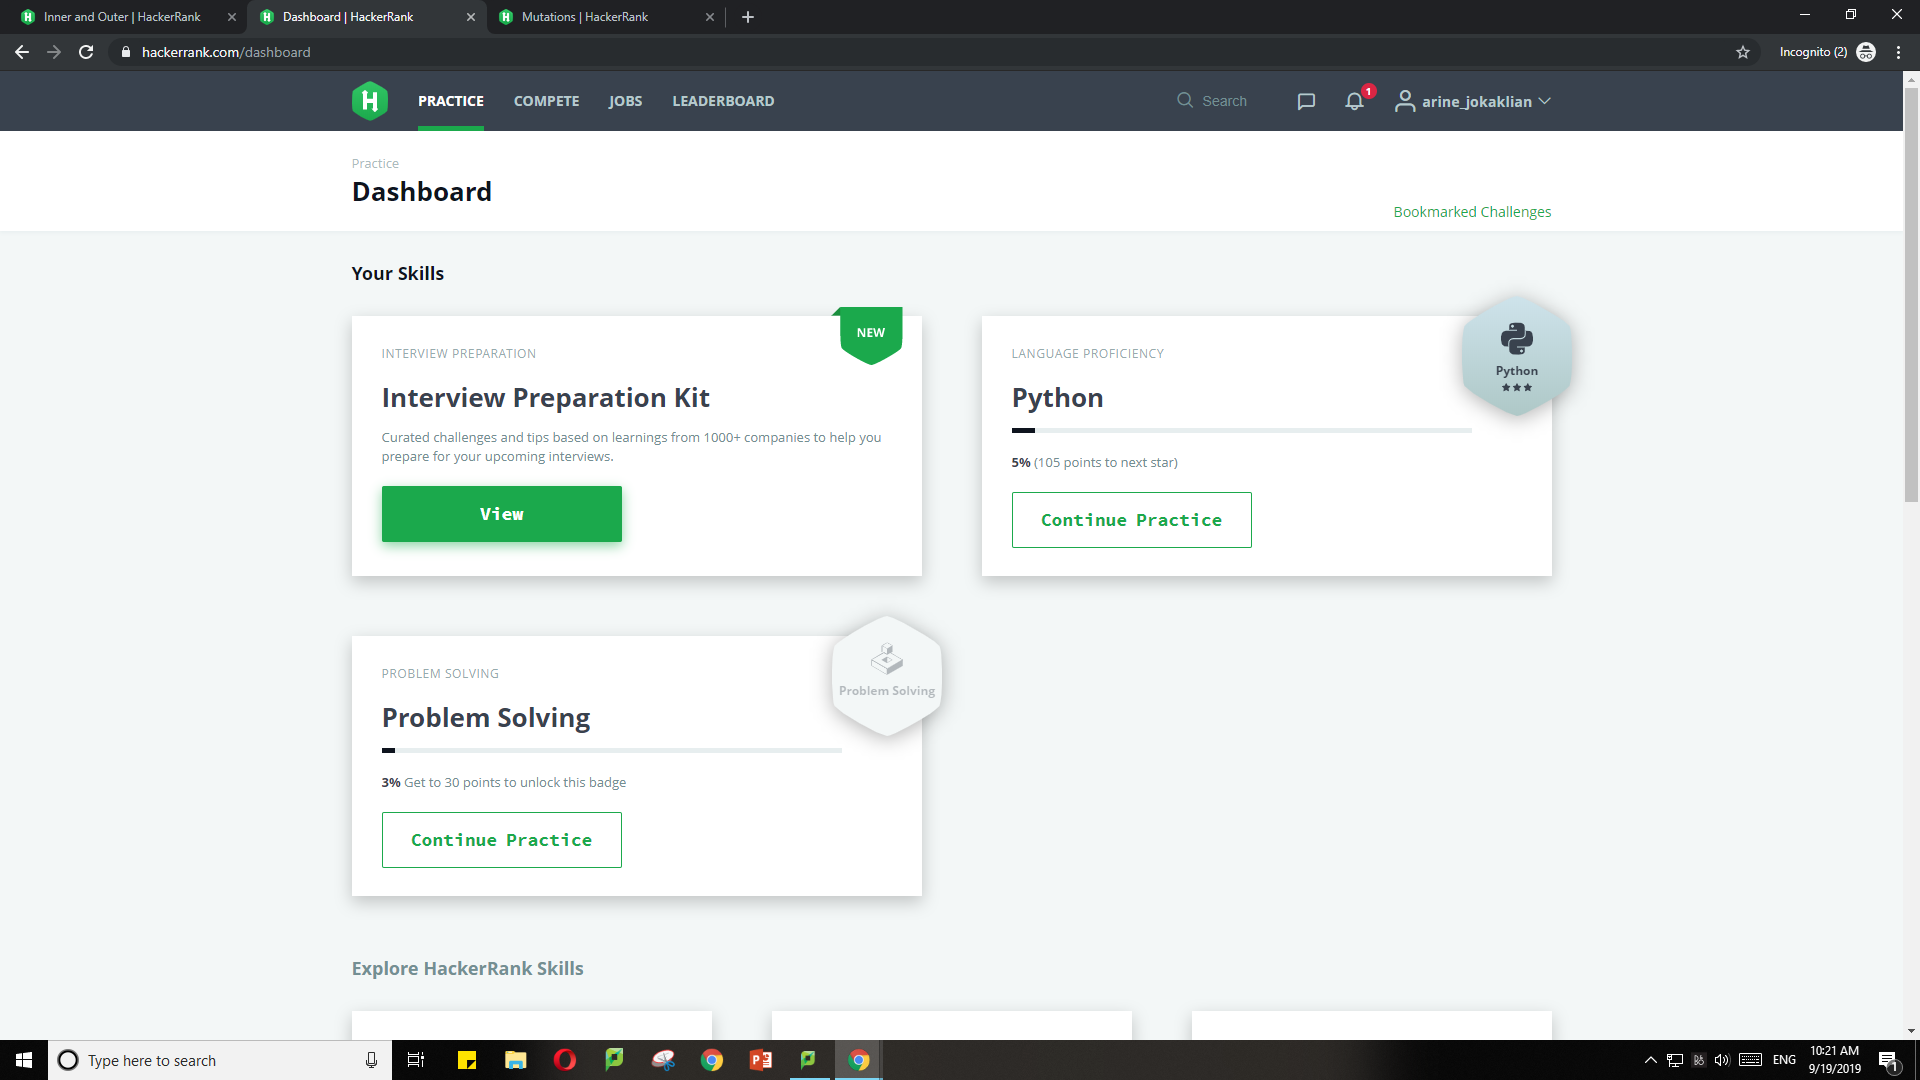 Inner and Outer | HackerRank
Dashboard | HackerRank
Mutations | HackerRank
hackerrank.com/dashboard
Incognito (2)
H
PRACTICE
COMPETE
JOBS
LEADERBOARD
Search
1
arine_jokaklian
Practice
Dashboard
Bookmarked Challenges
Your Skills
NEW
INTERVIEW PREPARATION
Interview Preparation Kit
Curated challenges and tips based on learnings from 1000+ companies to help you
prepare for your upcoming interviews.
View
LANGUAGE PROFICIENCY
Python
Python
5% (105 points to next star)
Continue Practice
PROBLEM SOLVING
Problem Solving
Problem Solving
3% Get to 30 points to unlock this badge
Continue Practice
Explore HackerRank Skills
Type here to search
ENG
10:21 AM
9/19/2019
1